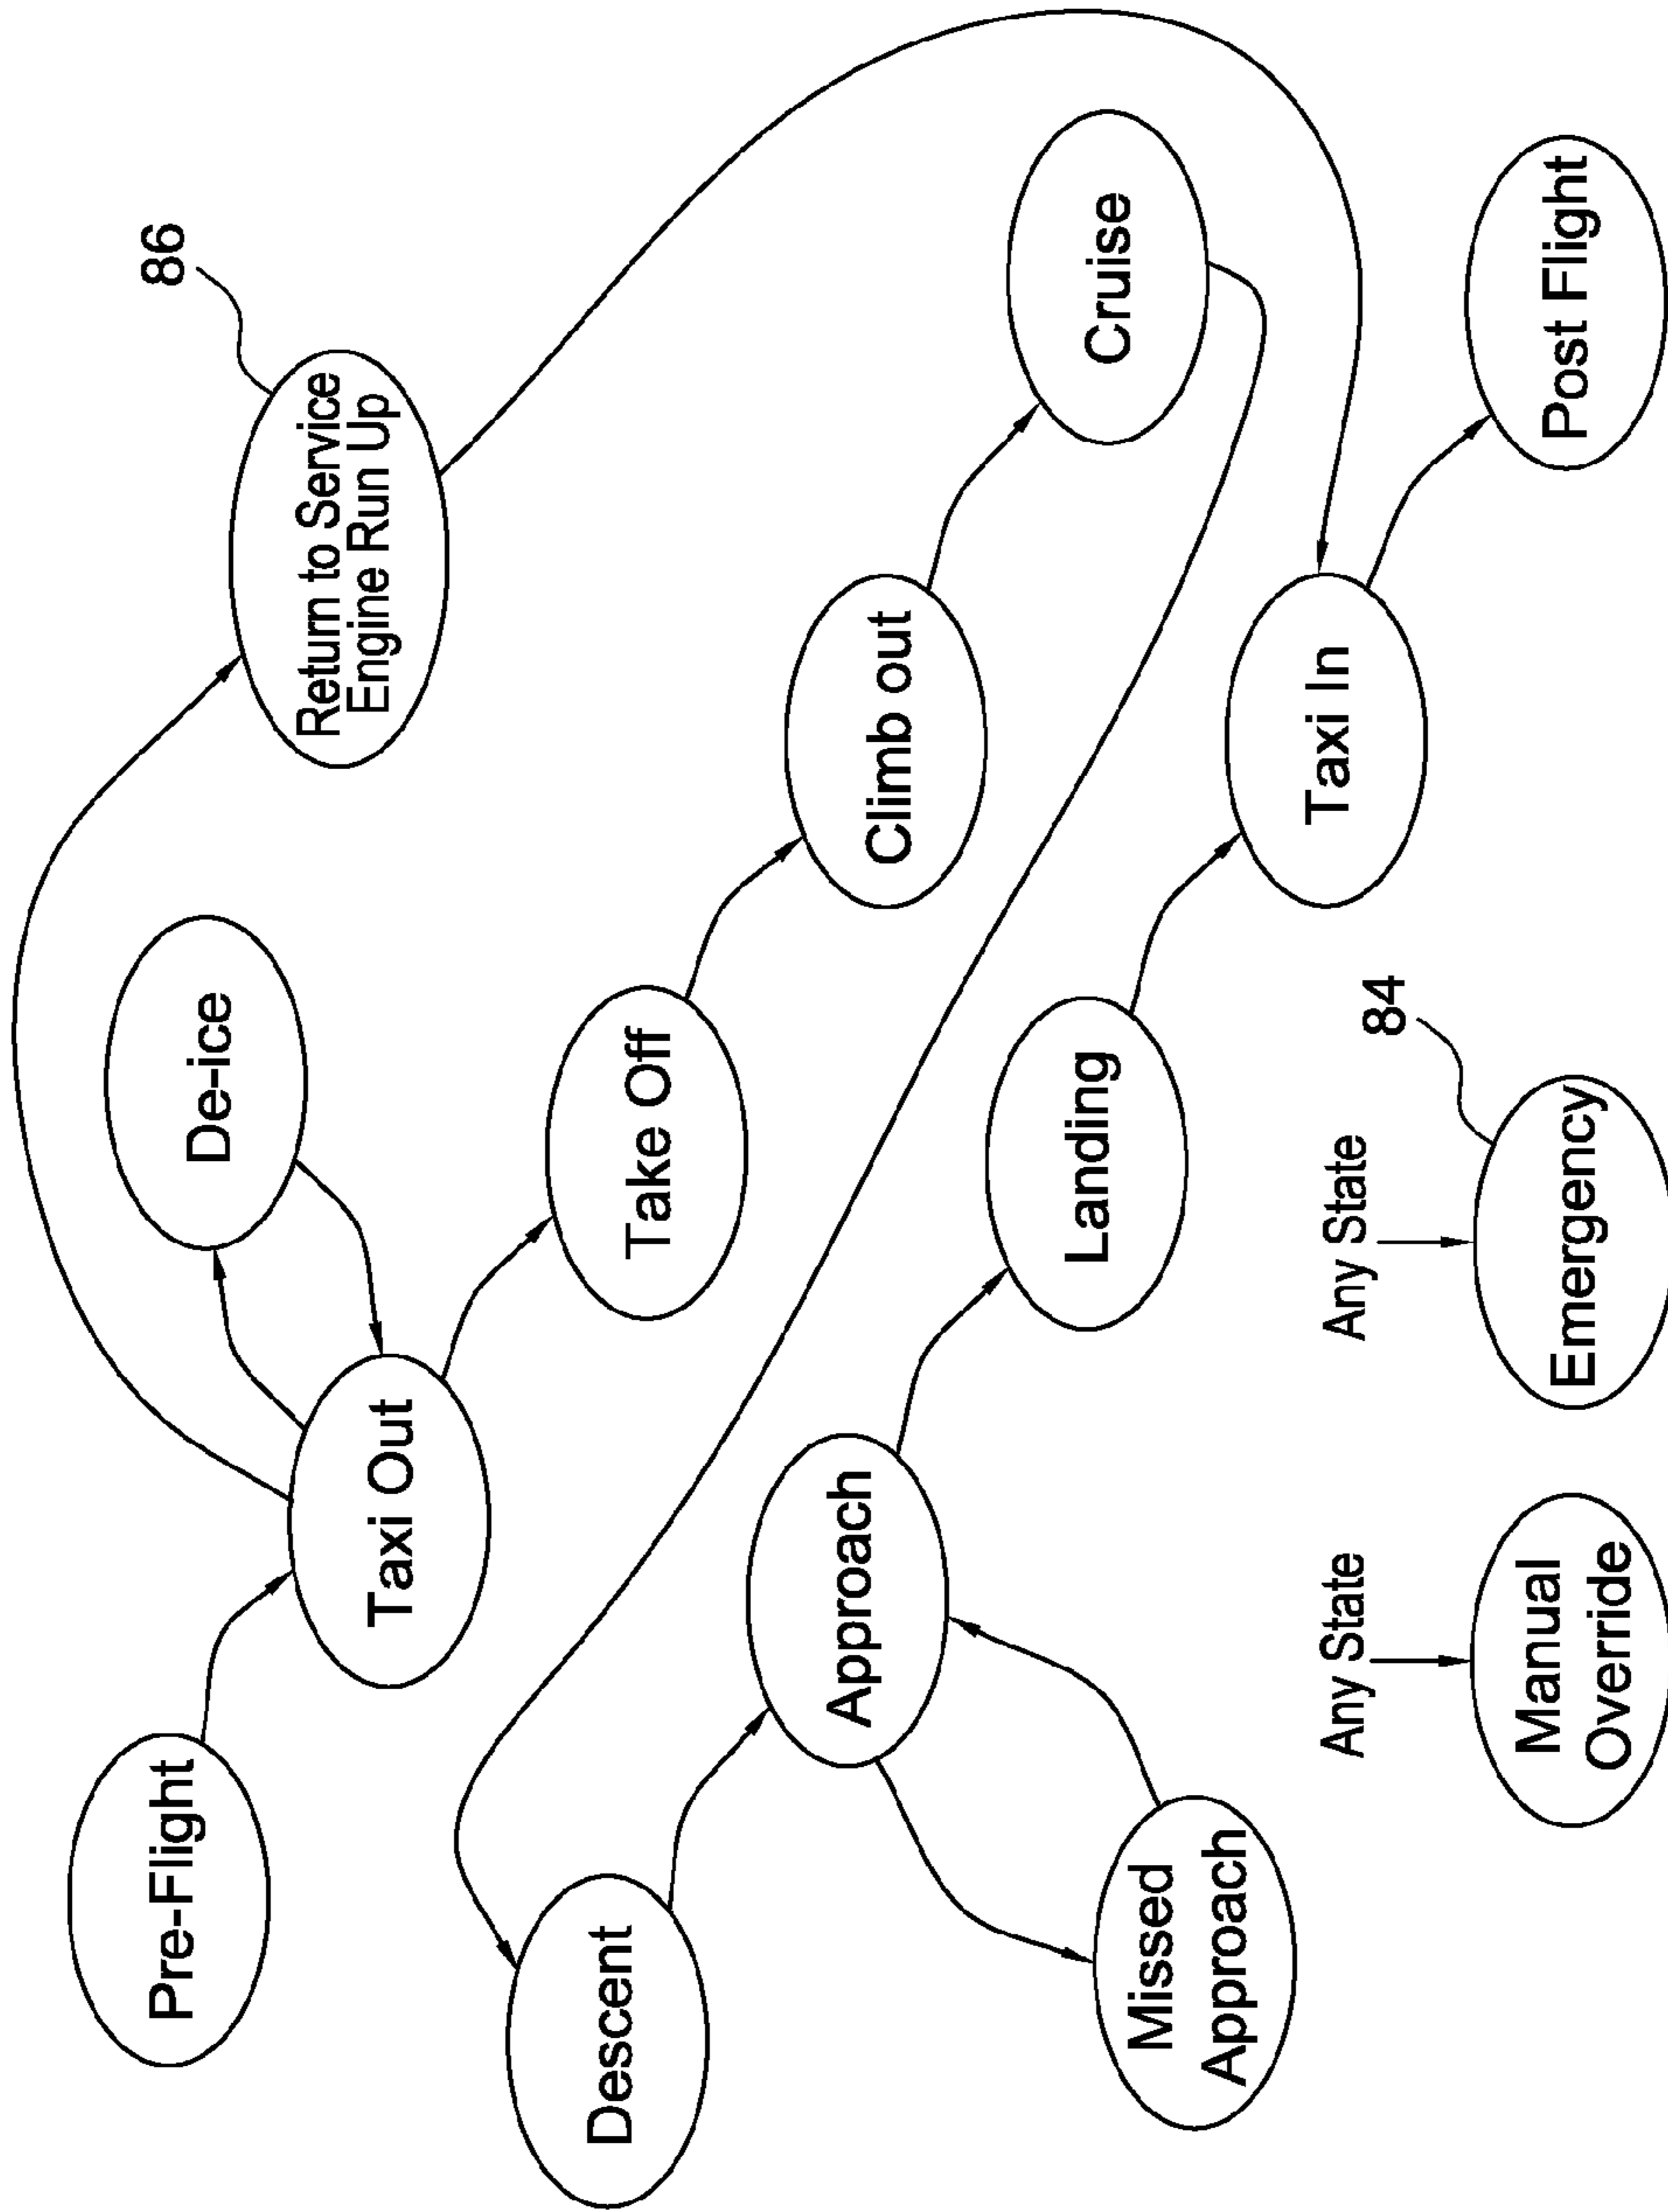 Pre-Flight
Taxi Out
De-ice
Return to Service
Engine Run Up
86
Take Off
Climb out
Cruise
Descent
Approach
Landing
Taxi In
Post Flight
Missed
Approach
Any State
Manual
Override
Any State
Emergency
84